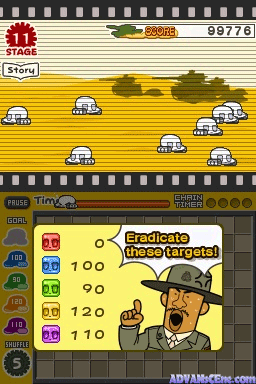 11
STAGE
SCORE 99776
Story
PAUSE
Tim
CHAIN
TIMER
GOAL
100
90
120
110
SHUFFLE
5
0
100
90
120
110
Eradicate
these targets!
ADVANSCENE.com